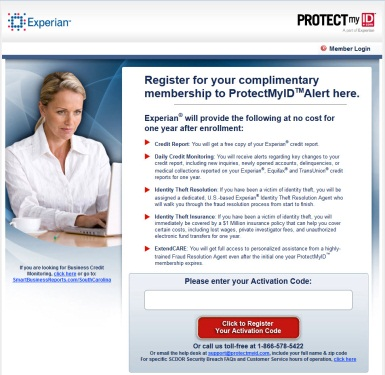 Experian™
PROTECT my ID
.com
A part of Experian
Member Login
Register for your complimentary
membership to ProtectMyID™Alert here.
Experian® will provide the following at no cost for
one year after enrollment:
Credit Report: You will get a free copy of your Experian® credit report.
Daily Credit Monitoring: You will receive alerts regarding key changes to your
credit report, including new inquiries, newly opened accounts, delinquencies, or
medical collections reported on your Experian®, Equifax® and TransUnion® credit
reports for one year.
Identity Theft Resolution: If you have been a victim of identity theft, you will be
assigned a dedicated, U.S.-based Experian® Identity Theft Resolution Agent who
will walk you through the fraud resolution process from start to finish.
Identity Theft Insurance: If you have been a victim of identity theft, you will
immediately be covered by a $1 Million insurance policy that can help you cover
certain costs, including lost wages, private investigator fees, and unauthorized
electronic fund transfers for one year.
ExtendCARE: You will get full access to personalized assistance from a highly-
trained Fraud Resolution Agent even after the initial one year ProtectMyID™
membership expires.
If you are looking for Business Credit
Monitoring, click here or go to:
SmartBusinessReports.com/SouthCarolina
Please enter your Activation Code:
Click to Register
Your Activation Code
Or call us toll-free at 1-866-578-5422
Or email the help desk at support@protectmyid.com, include your full name & zip code
For specific SCDOR Security Breach FAQs and Customer Service hours of operation, click here